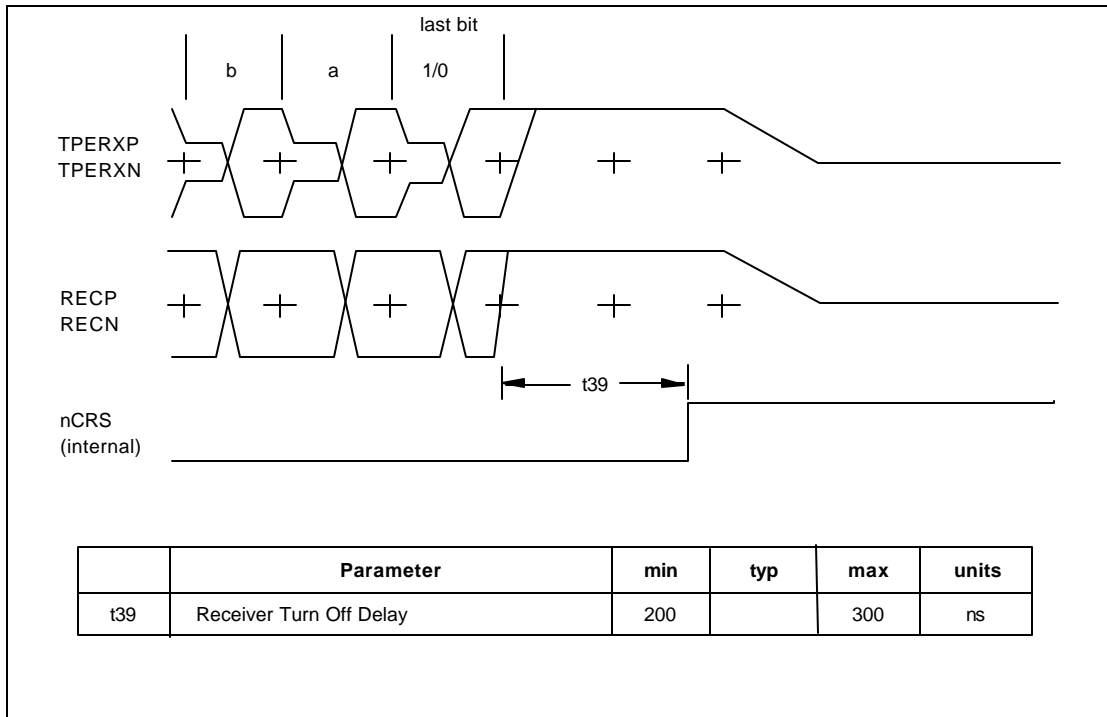 last bit
b a 1/0
TPERXP
TPERXN
RECP
RECN
t39
nCRS
(internal)
Parameter min typ max units
t39 Receiver Turn Off Delay 200 300 ns